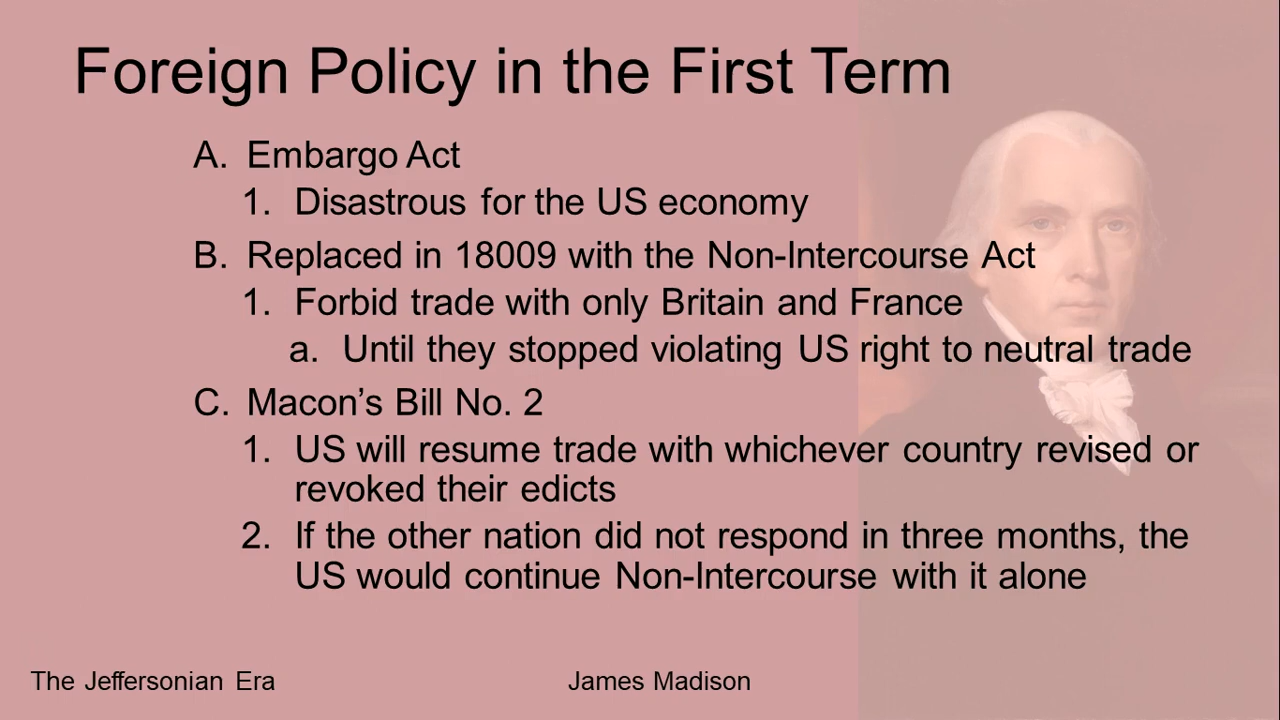 Foreign Policy in the First Term
A. Embargo Act
1. Disastrous for the US economy
B. Replaced in 18009 with the Non-Intercourse Act
1. Forbid trade with only Britain and France
a. Until they stopped violating US right to neutral trade
C. Macon’s Bill No. 2
1. US will resume trade with whichever country revised or
revoked their edicts
2. If the other nation did not respond in three months, the
US would continue Non-Intercourse with it alone
The Jeffersonian Era
James Madison